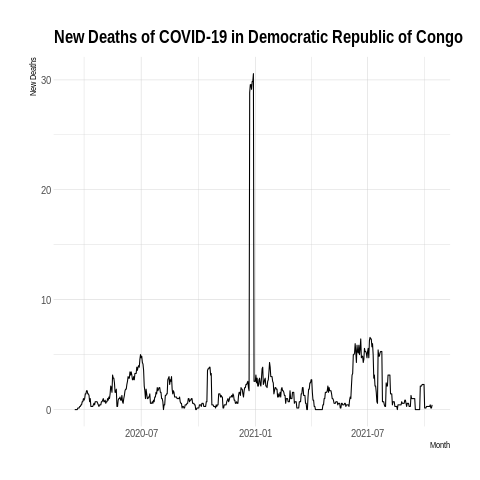 New Deaths of COVID-19 in Democratic Republic of Congo
New Deaths
30
20
10
0
2020-07
2021-01
2021-07
Month